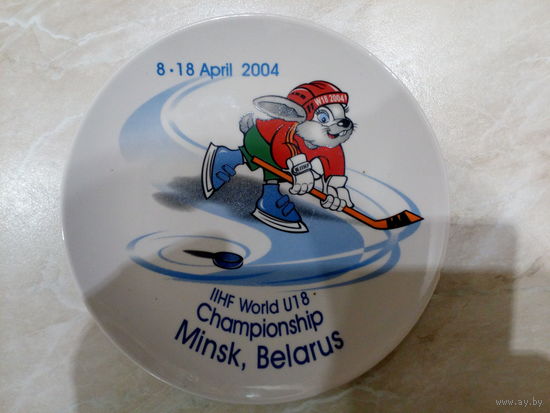 8 · 18 April 2004
W18 2004
IIHF World U18
Championship
Minsk, Belarus
www.ay.by